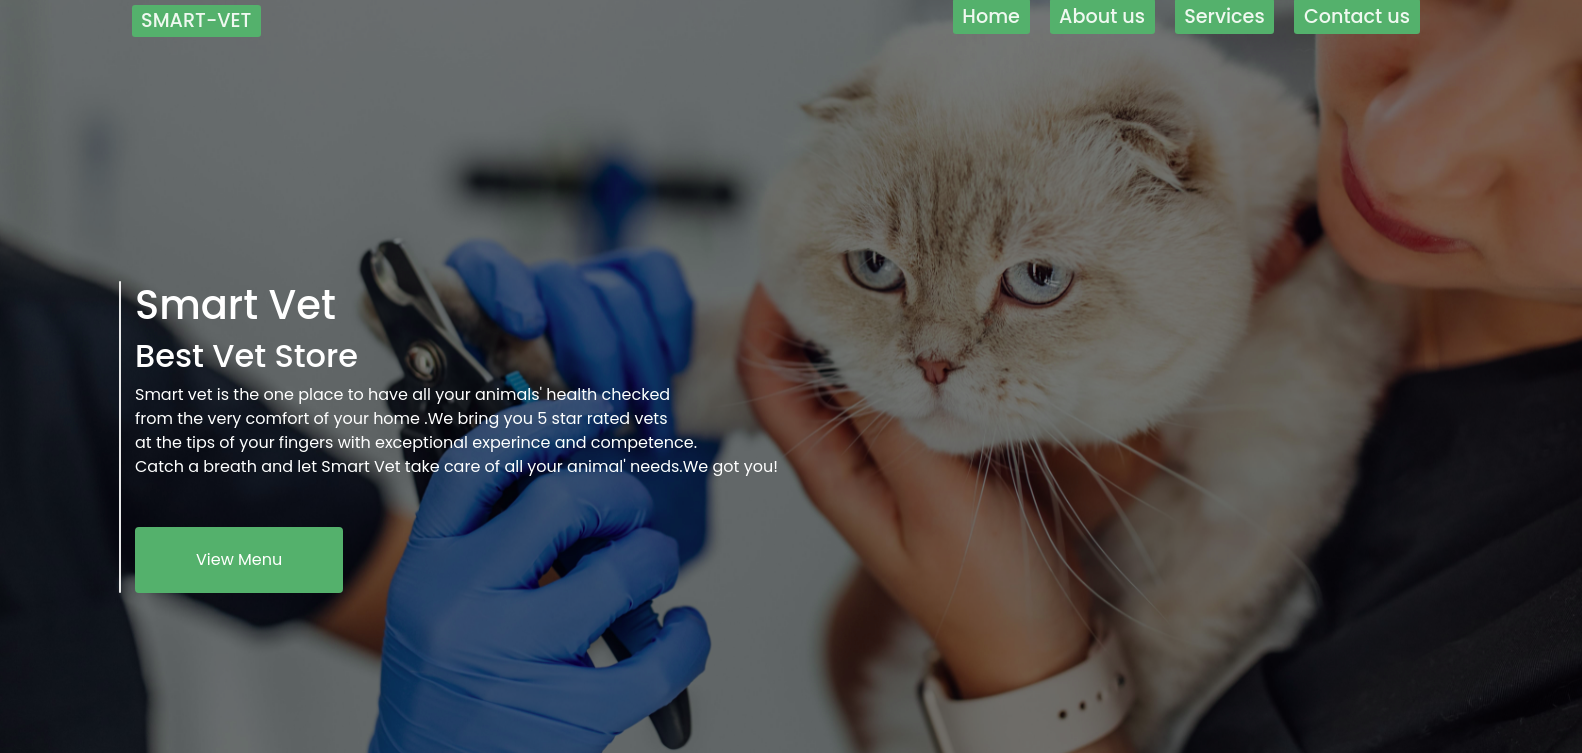 SMART-VET
Home About us Services Contact us
Smart Vet
Best Vet Store
Smart vet is the one place to have all your animals' health checked
from the very comfort of your home .We bring you 5 star rated vets
at the tips of your fingers with exceptional experince and competence.
Catch a breath and let Smart Vet take care of all your animal' needs.We got you!
View Menu